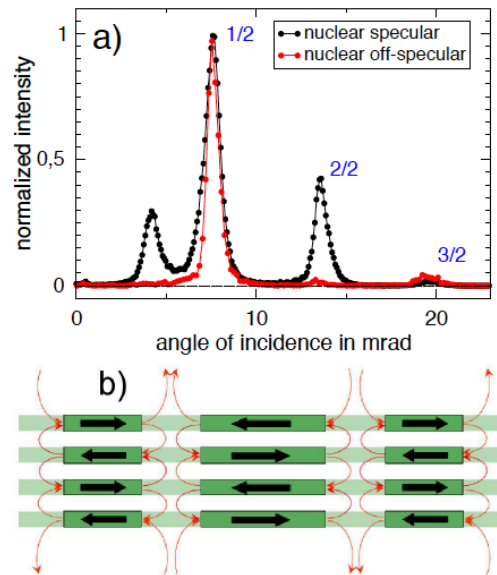 a)
1/2
nuclear specular
nuclear off-specular
1
2/2
0,5
3/2
0
normalized intensity
0 10 20
angle of incidence in mrad
b)